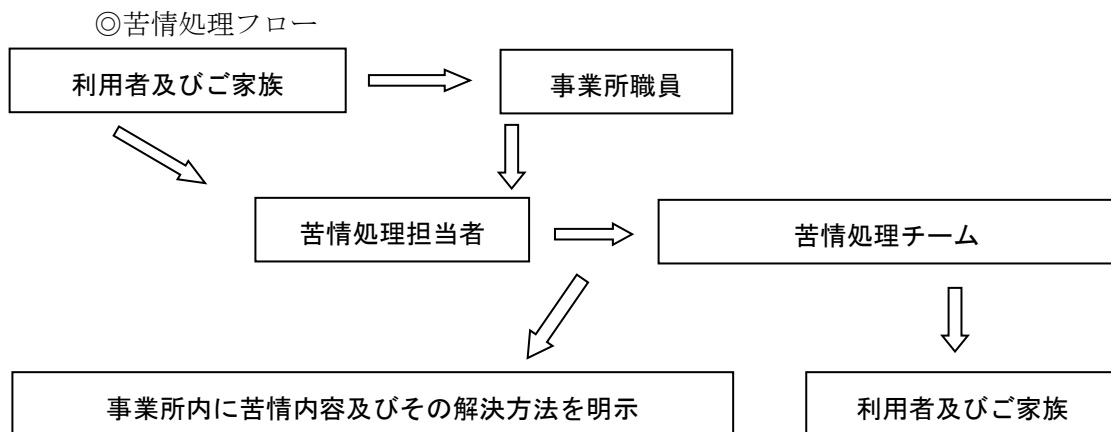 ◎苦情処理フロー
利用者及びご家族
事業所職員
苦情処理担当者
苦情処理チーム
事業所内に苦情内容及びその解決方法を明示
利用者及びご家族